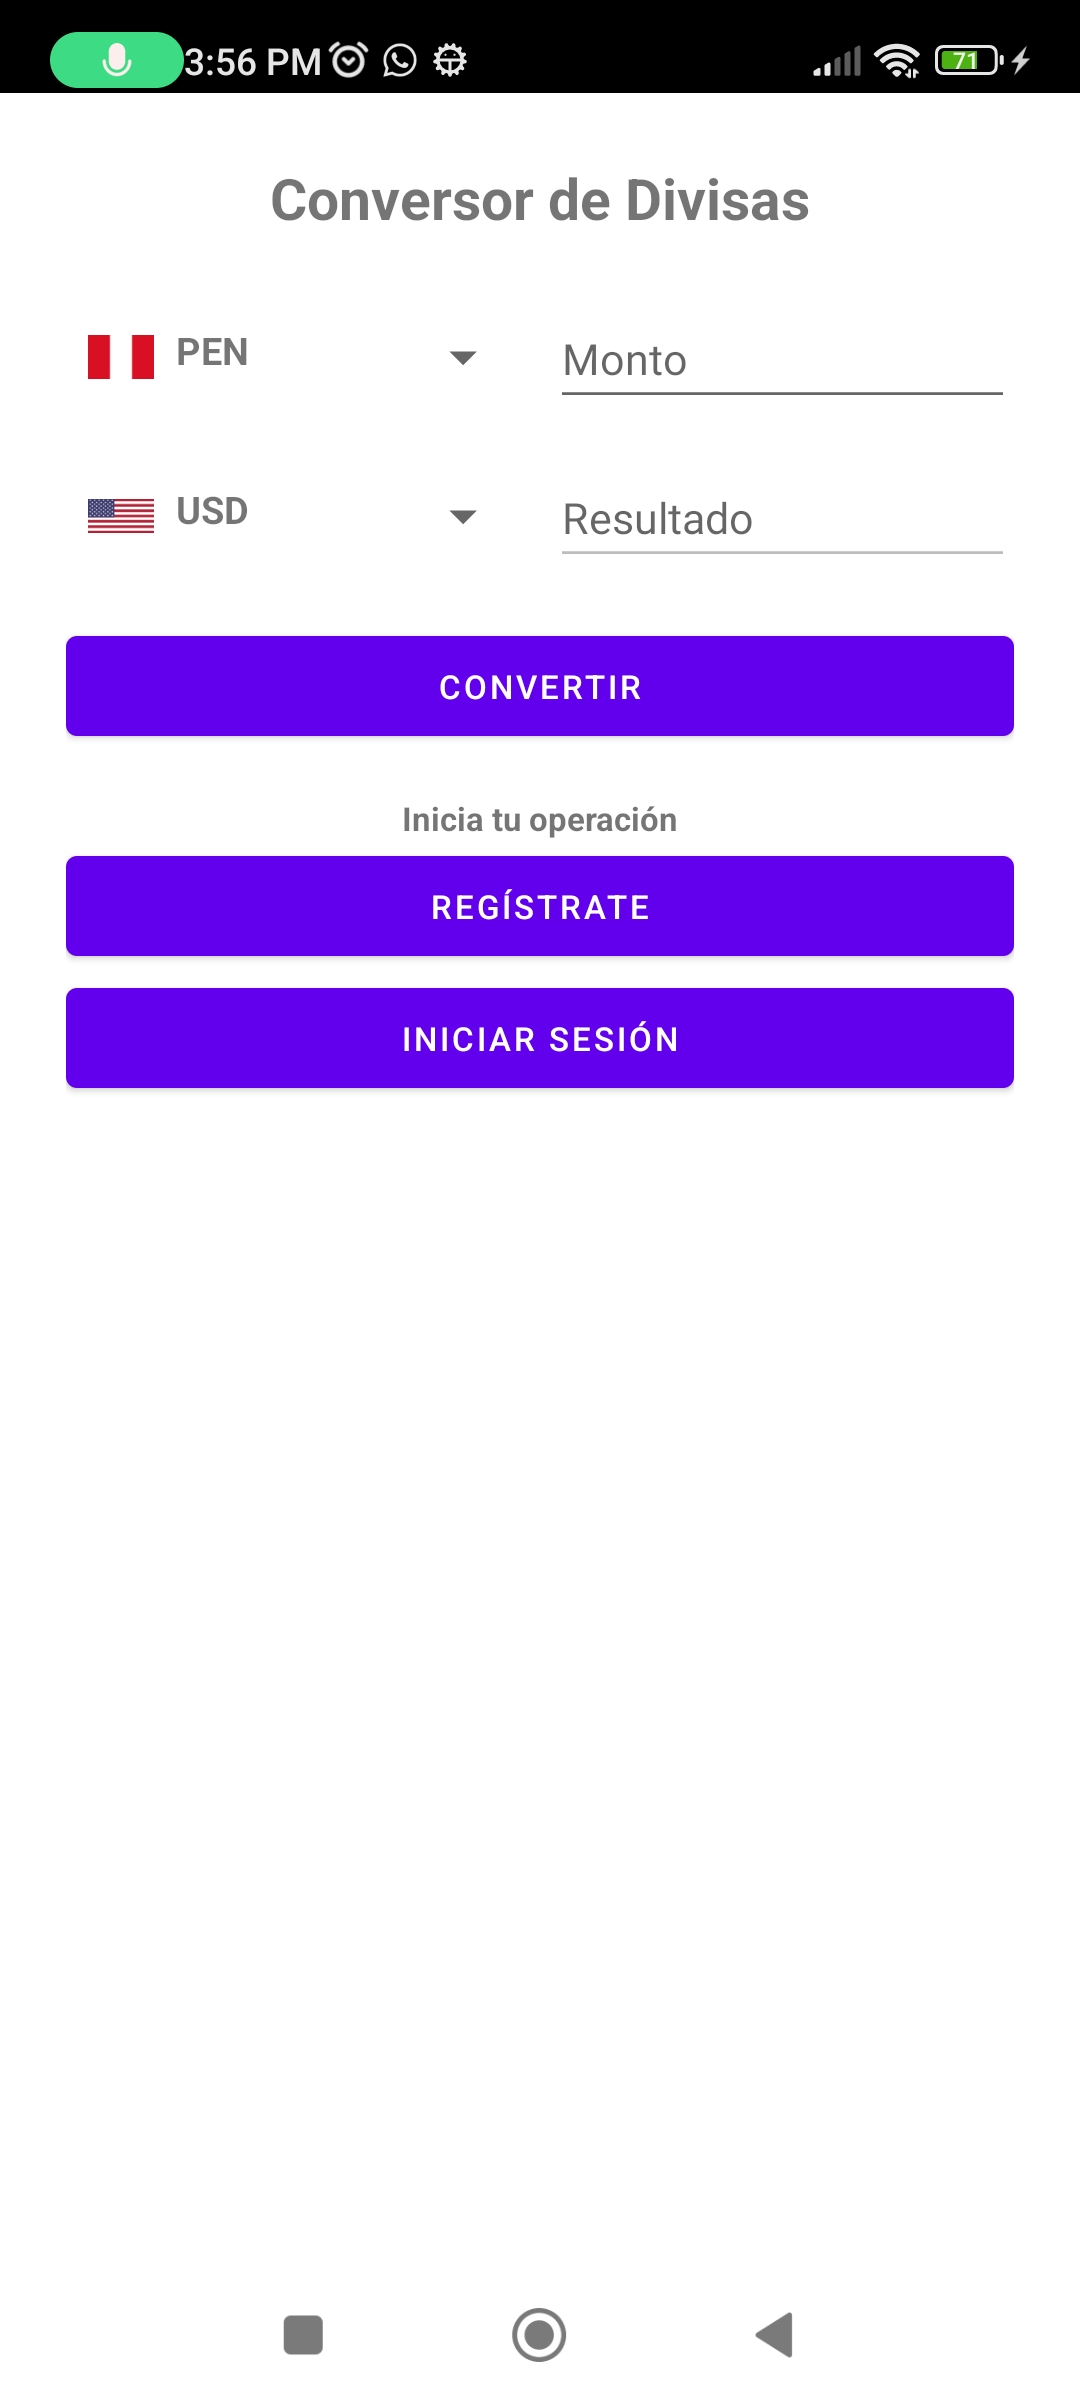 3:56 PM
71
Conversor de Divisas
PEN
Monto
USD
Resultado
CONVERTIR
Inicia tu operación
REGÍSTRATE
INICIAR SESIÓN